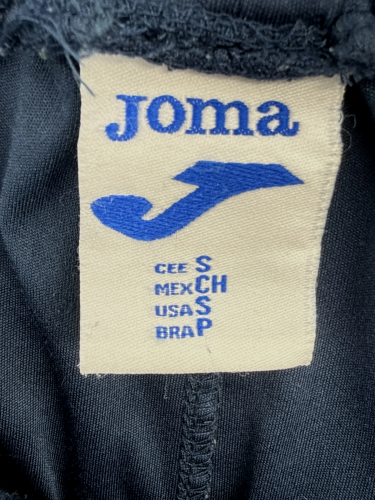 Joma
CEE S
MEX CH
USA S
BRA P